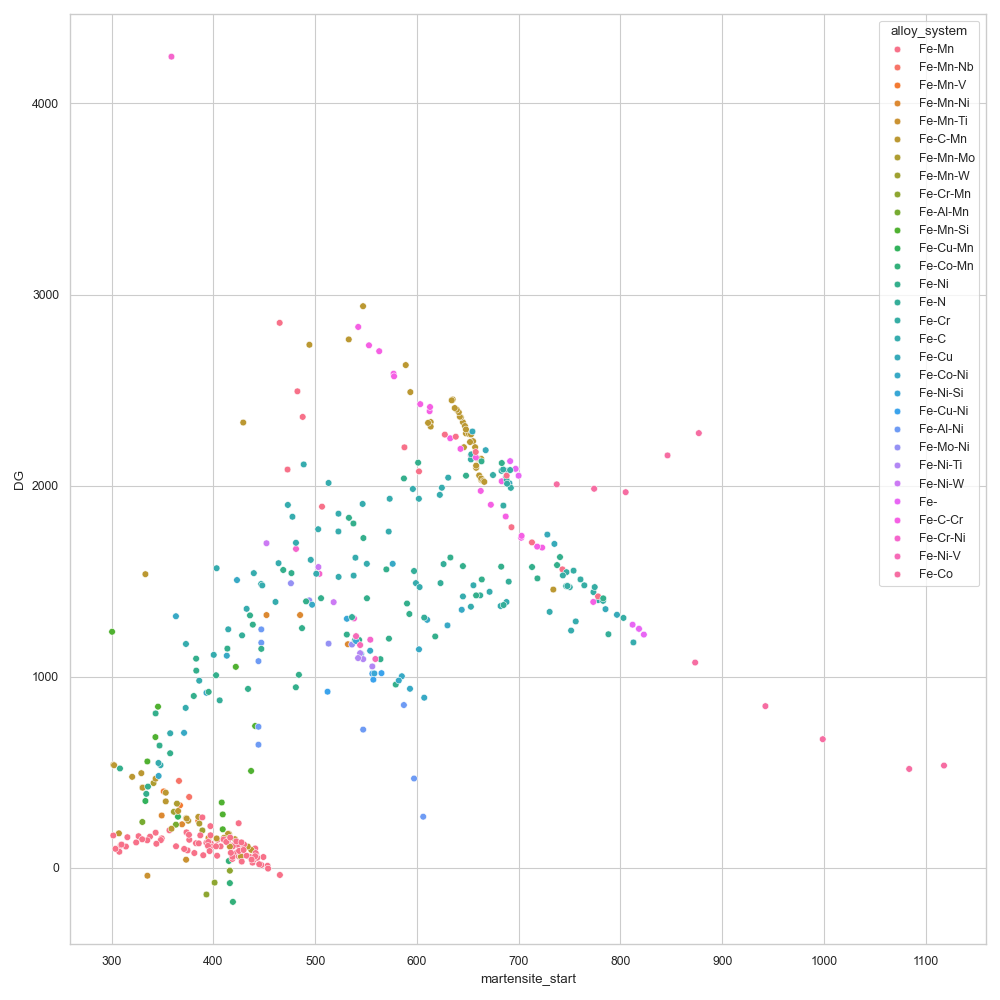 alloy_system
Fe-Mn
Fe-Mn-Nb
Fe-Mn-V
Fe-Mn-Ni
Fe-Mn-Ti
Fe-C-Mn
Fe-Mn-Mo
Fe-Mn-W
Fe-Cr-Mn
Fe-Al-Mn
Fe-Mn-Si
Fe-Cu-Mn
Fe-Co-Mn
Fe-Ni
Fe-N
Fe-Cr
Fe-C
Fe-Cu
Fe-Co-Ni
Fe-Ni-Si
Fe-Cu-Ni
Fe-Al-Ni
Fe-Mo-Ni
Fe-Ni-Ti
Fe-Ni-W
Fe-
Fe-C-Cr
Fe-Cr-Ni
Fe-Ni-V
Fe-Co
4000
3000
2000
1000
0
DG
300 400 500 600 700 800 900 1000 1100
martensite_start